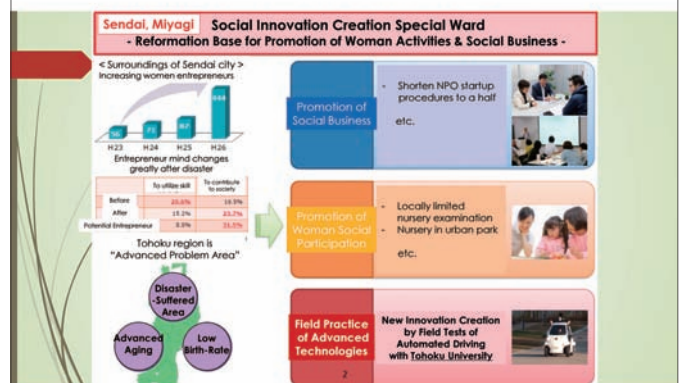 Sendai, Miyagi
Social Innovation Creation Special Ward
- Reformation Base for Promotion of Woman Activities & Social Business -
< Surroundings of Sendai city >
Increasing women entrepreneurs
56
71
87
H23 H24 H25 H26
Entrepreneur mind changes
greatly after disaster
To utilize skill
To contribute
to society
Before
After 15.2%
Potential Entrepreneur
Tohoku region is
"Advanced Problem Area"
Disaster
-Suffered
Area
Advanced
Aging
Low
Birth-Rate
Promotion of
Social Business
- Shorten NPO startup
procedures to a half
etc.
Promotion of
Woman Social
Participation
- Locally limited
nursery examination
- Nursery in urban park
etc.
Field Practice
of Advanced
Technologies
New Innovation Creation
by Field Tests of
Automated Driving
with Tohoku University
2